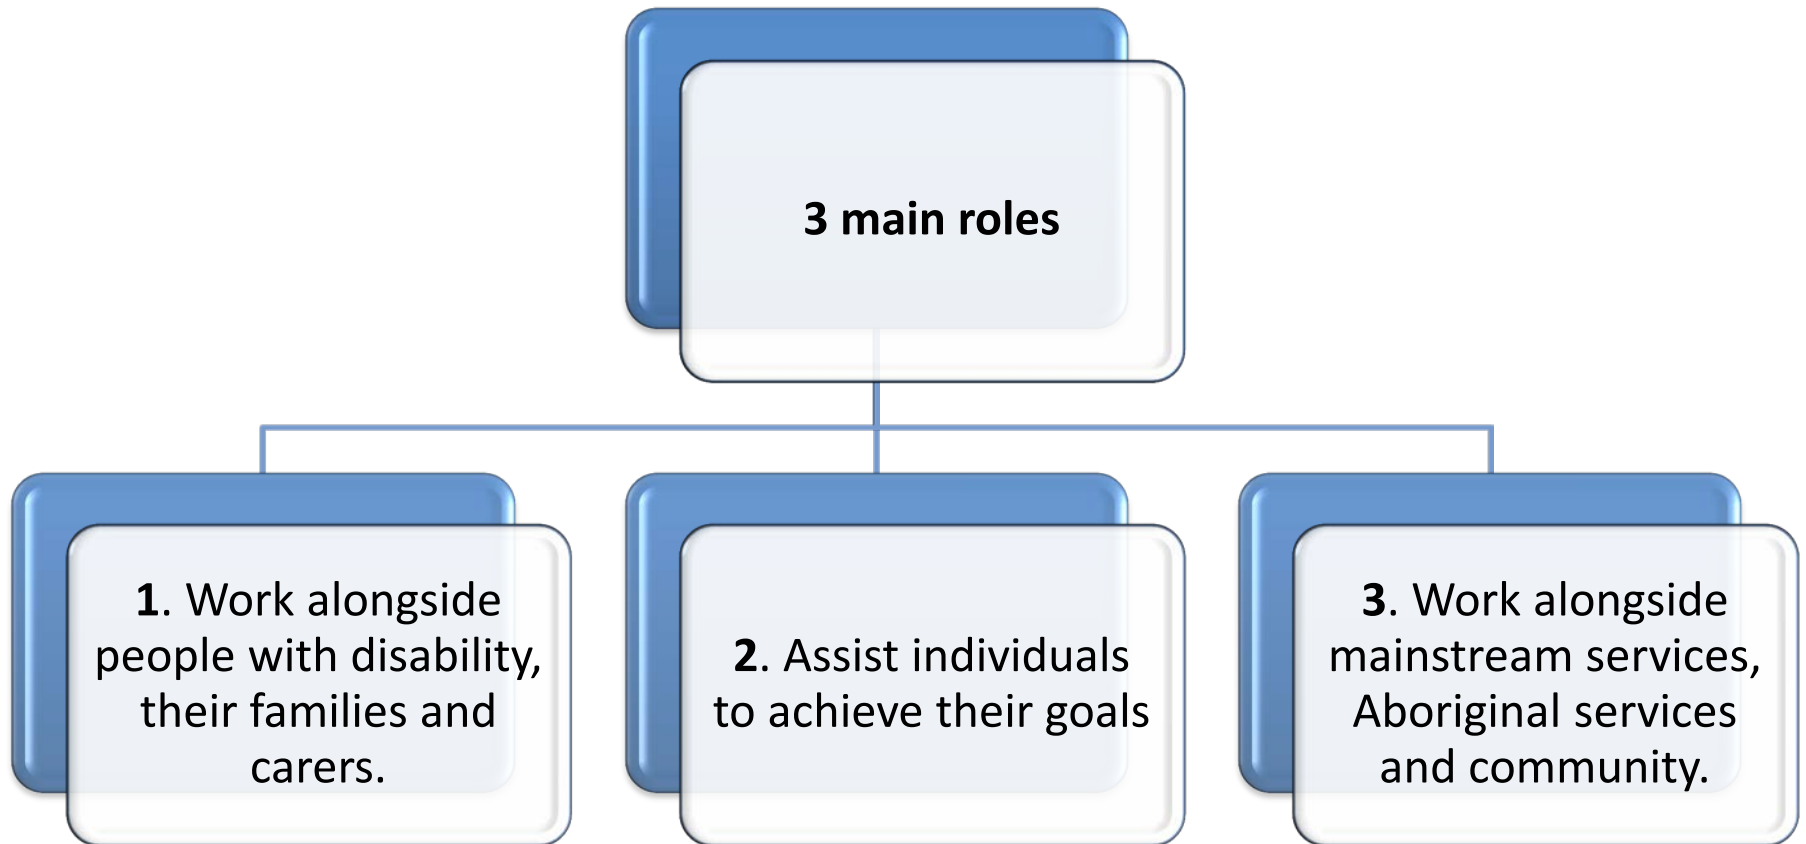 3 main roles
1. Work alongside
people with disability,
their families and
carers.
2. Assist individuals
to achieve their goals
3. Work alongside
mainstream services,
Aboriginal services
and community.